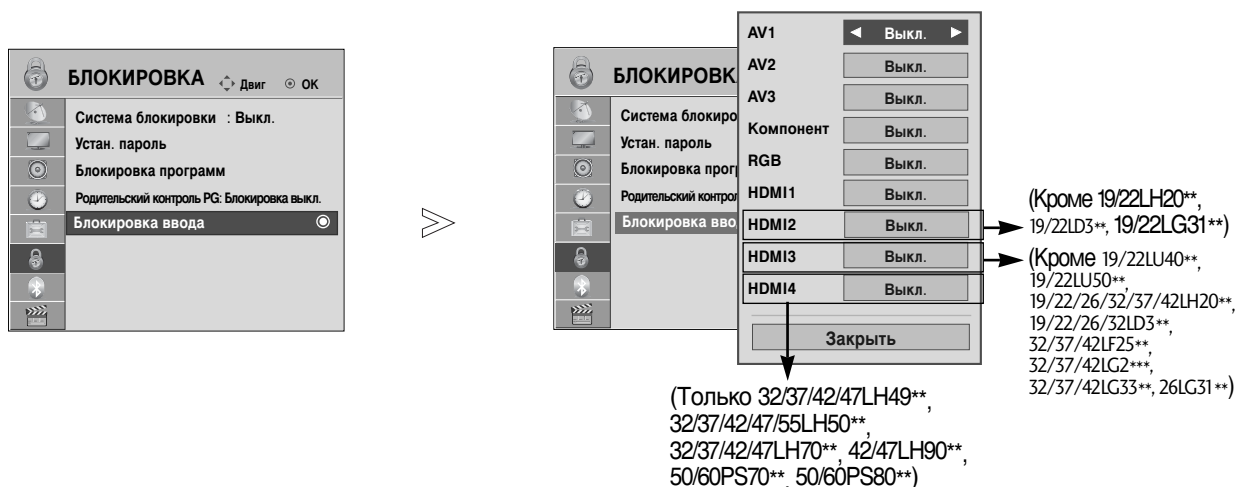 БЛОКИРОВКА Двиг ОК
Система блокировки : Выкл.
Устан. пароль
Блокировка программ
Родительский контроль PG: Блокировка выкл.
Блокировка ввода
БЛОКИРОВК
Система блокиро
Устан. пароль
Блокировка прог
Родительский контрол
Блокировка вво
AV1 ◀ Выкл. ▶
AV2 Выкл.
AV3 Выкл.
Компонент Выкл.
RGB Выкл.
HDMI1 Выкл.
HDMI2 Выкл.
HDMI3 Выкл.
HDMI4 Выкл.
Закрыть
(Кроме 19/22LH20**,
19/22LD3**, 19/22LG31**)
(Кроме 19/22LU40**,
19/22LU50**,
19/22/26/32/37/42LH20**,
19/22/26/32LD3**,
32/37/42LF25**,
32/37/42LG2***,
32/37/42LG33**, 26LG31**)
(Только 32/37/42/47LH49**,
32/37/42/47/55LH50**,
32/37/42/47LH70**, 42/47LH90**,
50/60PS70**, 50/60PS80**)